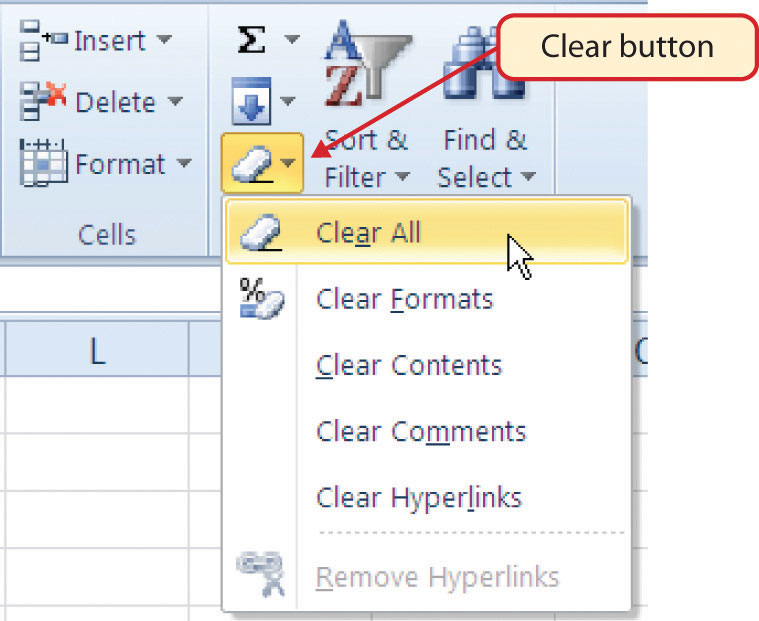 Insert
Σ
Clear button
Delete
AZ
Sort &
Filter
Find &
Select
Format
Cells
Clear All
%
Clear Formats
L
Clear Contents
Clear Comments
Clear Hyperlinks
Remove Hyperlinks